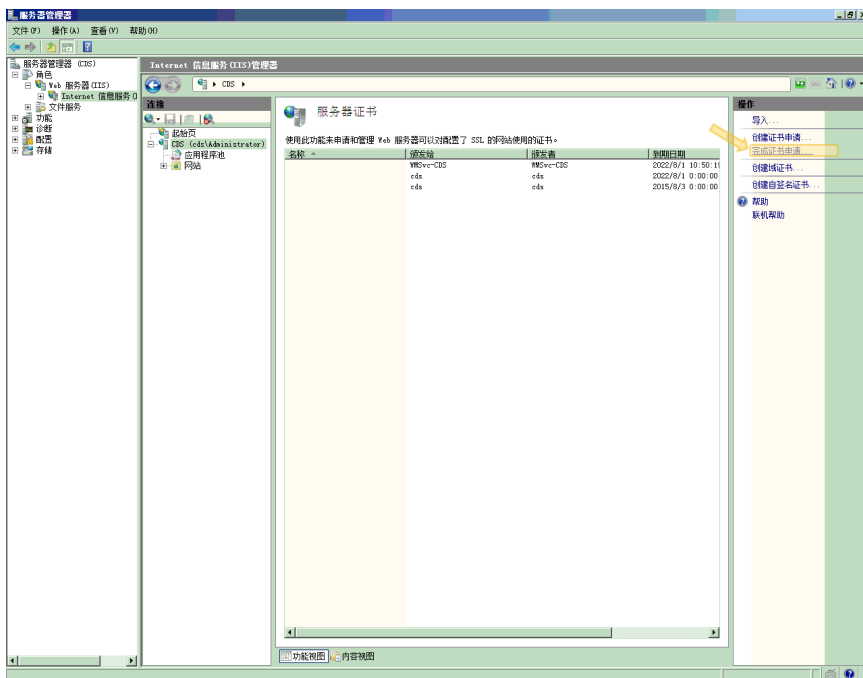 服务器管理器
文件(F) 操作(A) 查看(V) 帮助(H)
服务器管理器 (CDS)
角色
Web 服务器(IIS)
Internet 信息服务(I
文件服务
功能
诊断
配置
存储
Internet 信息服务(IIS)管理器
CDS
连接
起始页
CDS (cds\Administrator)
应用程序池
网站
服务器证书
使用此功能来申请和管理 Web 服务器可以对配置了 SSL 的网站使用的证书。
名称 颁发给 颁发者 到期日期
WMSvc-CDS WMSvc-CDS 2022/8/1 10:50:19
cds cds 2022/8/1 0:00:00
cds cds 2015/8/3 0:00:00
功能视图 内容视图
操作
导入...
创建证书申请...
完成证书申请...
创建域证书...
创建自签名证书...
帮助
联机帮助